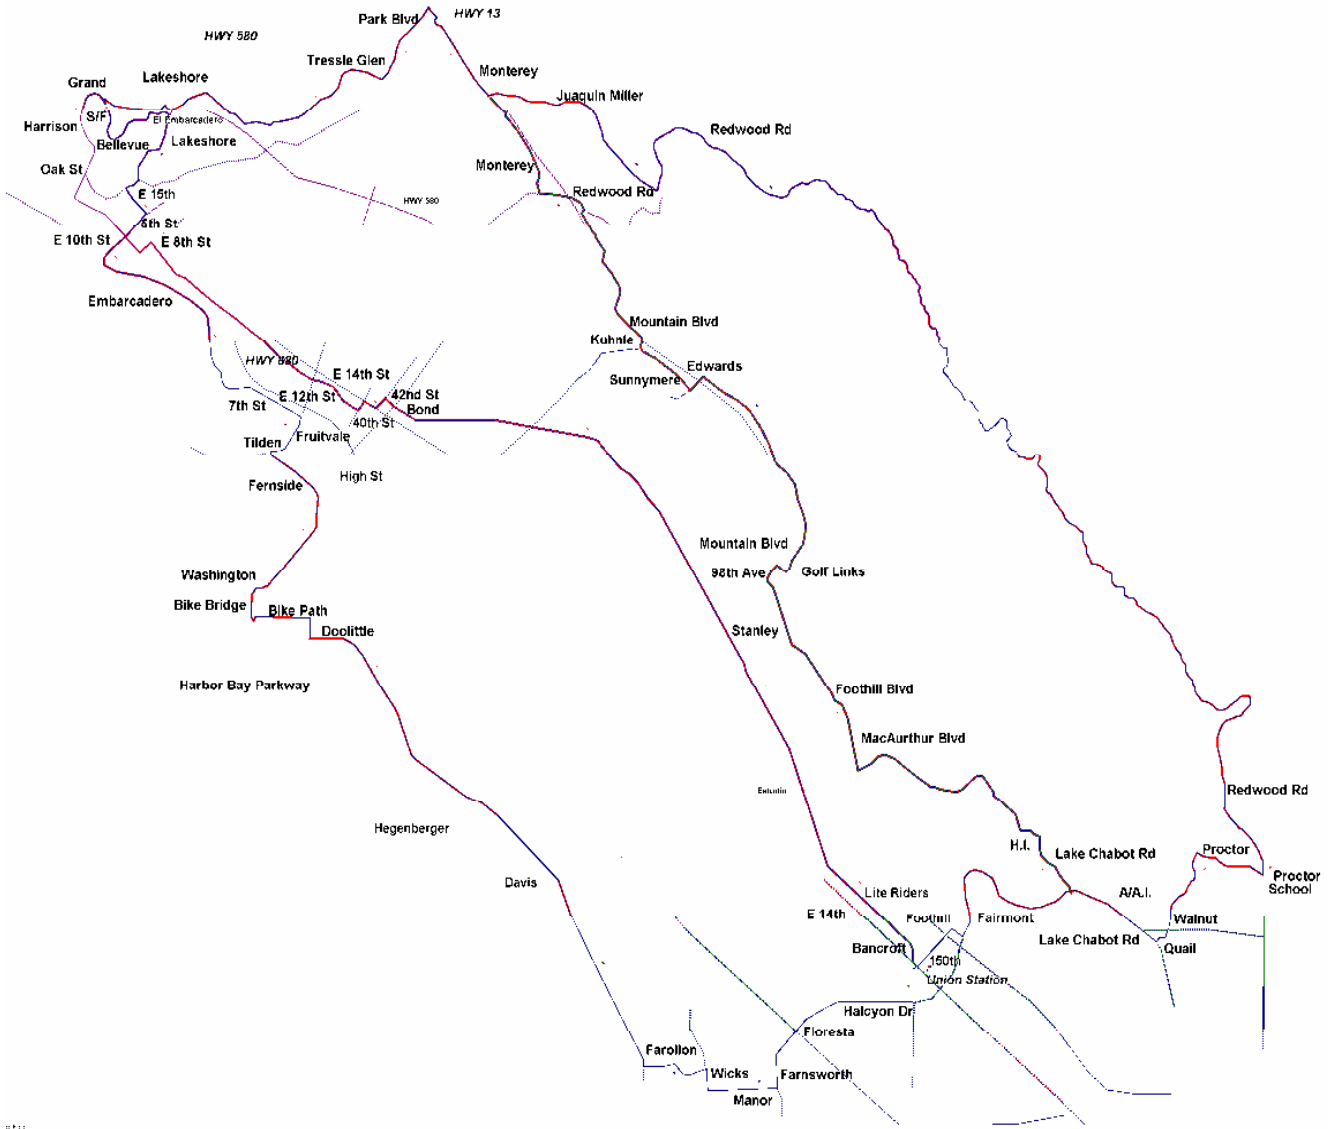 HWY 13
Park Blvd
HWY 580
Tressle Glen
Monterey
Lakeshore
Grand
Juaquin Miller
S/F
El Embarcadero
Harrison
Redwood Rd
Bellevue
Lakeshore
Monterey
Oak St
Redwood Rd
E 15th
HWY 580
5th St
E 10th St
E 8th St
Embarcadero
Mountain Blvd
Kuhnle
HWY 880
Edwards
E 14th St
Sunnymere
E 12th St
42nd St
7th St
Bond
40th St
Fruitvale
Tilden
High St
Fernside
Mountain Blvd
98th Ave
Golf Links
Washington
Bike Bridge
Bike Path
Doolittle
Stanley
Harbor Bay Parkway
Foothill Blvd
MacAurthur Blvd
Redwood Rd
Hegenberger
H.I.
Lake Chabot Rd
Proctor
Proctor
School
Davis
Lite Riders
A/A.I.
E 14th
Foothill
Fairmont
Walnut
Lake Chabot Rd
Bancroft
Quail
150th
Union Station
Halcyon Dr
Floresta
Farollon
Wicks
Farnsworth
Manor